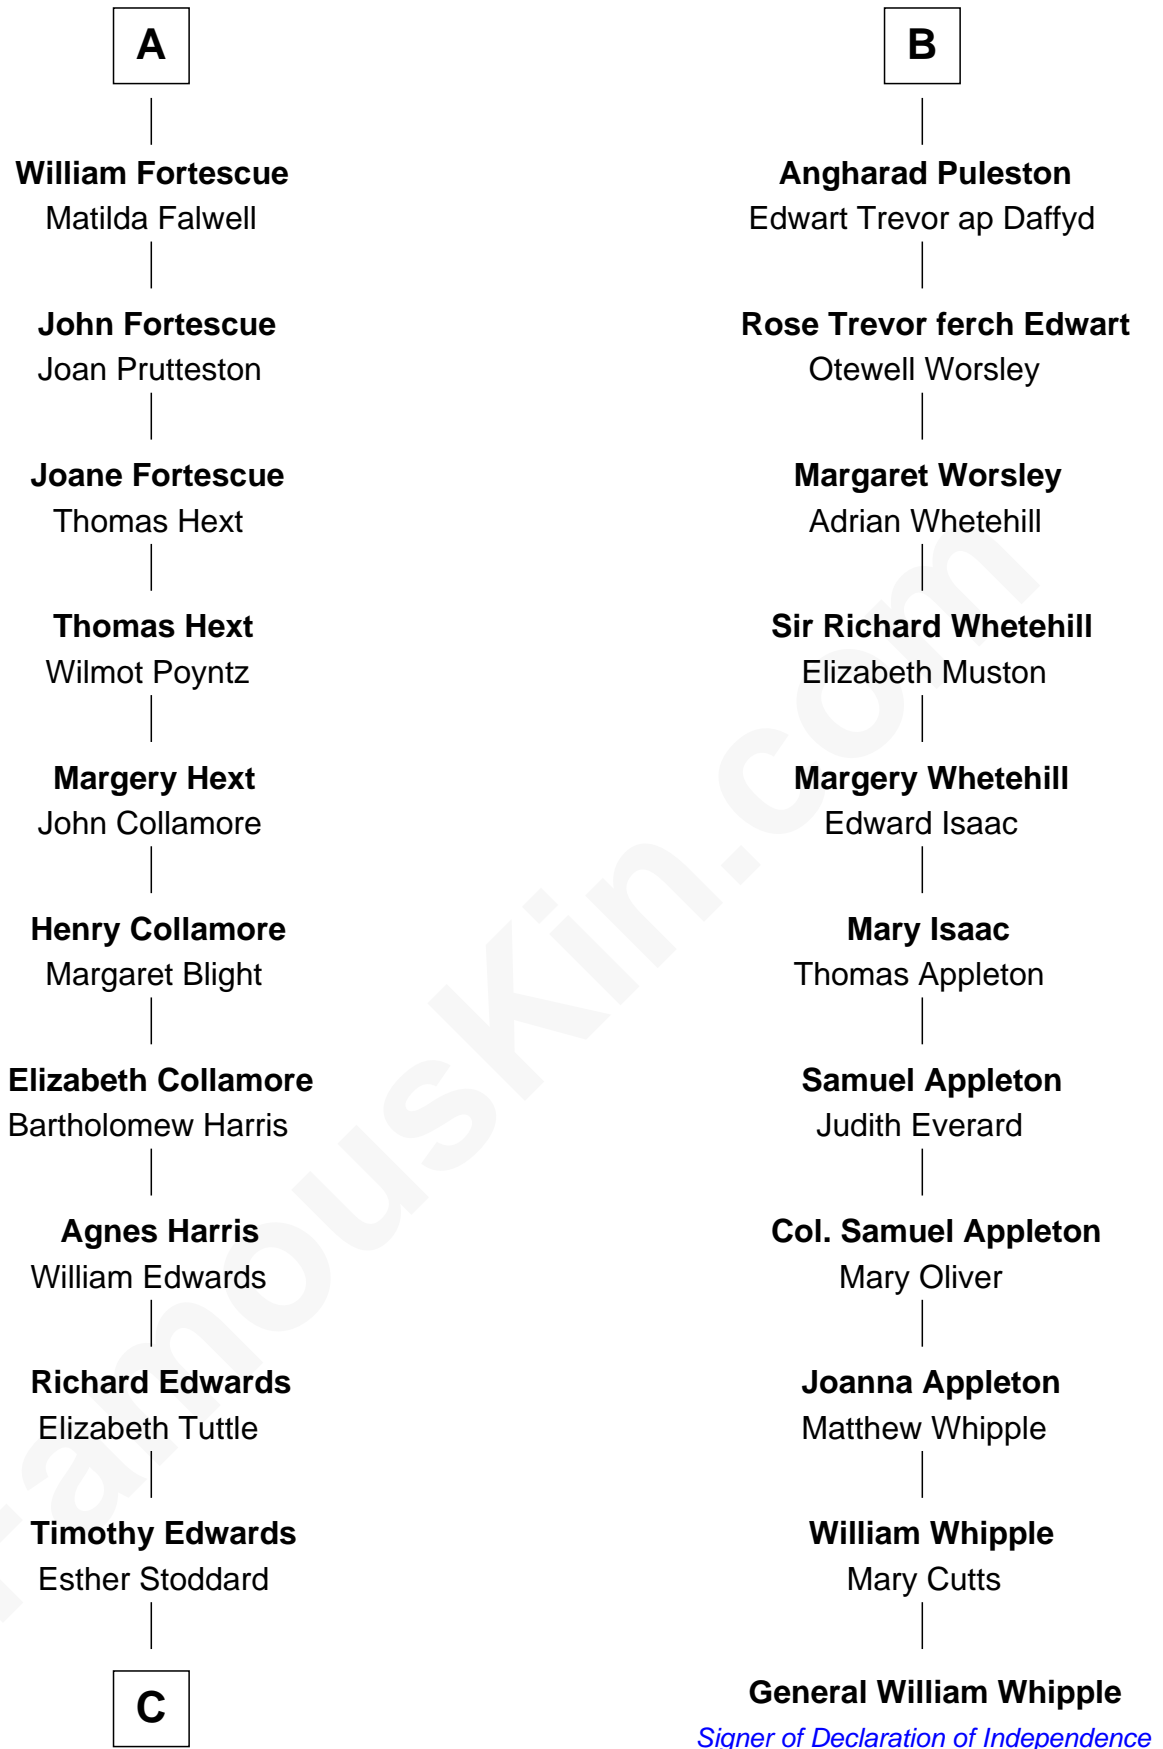 A
William Fortescue
Matilda Falwell
John Fortescue
Joan Prutteston
Joane Fortescue
Thomas Hext
Thomas Hext
Wilmot Poyntz
Margery Hext
John Collamore
Henry Collamore
Margaret Blight
Elizabeth Collamore
Bartholomew Harris
Agnes Harris
William Edwards
Richard Edwards
Elizabeth Tuttle
Timothy Edwards
Esther Stoddard
C
B
Angharad Puleston
Edwart Trevor ap Daffyd
Rose Trevor ferch Edwart
Otewell Worsley
Margaret Worsley
Adrian Whetehill
Sir Richard Whetehill
Elizabeth Muston
Margery Whetehill
Edward Isaac
Mary Isaac
Thomas Appleton
Samuel Appleton
Judith Everard
Col. Samuel Appleton
Mary Oliver
Joanna Appleton
Matthew Whipple
William Whipple
Mary Cutts
General William Whipple
Signer of Declaration of Independence
FamousKin.com